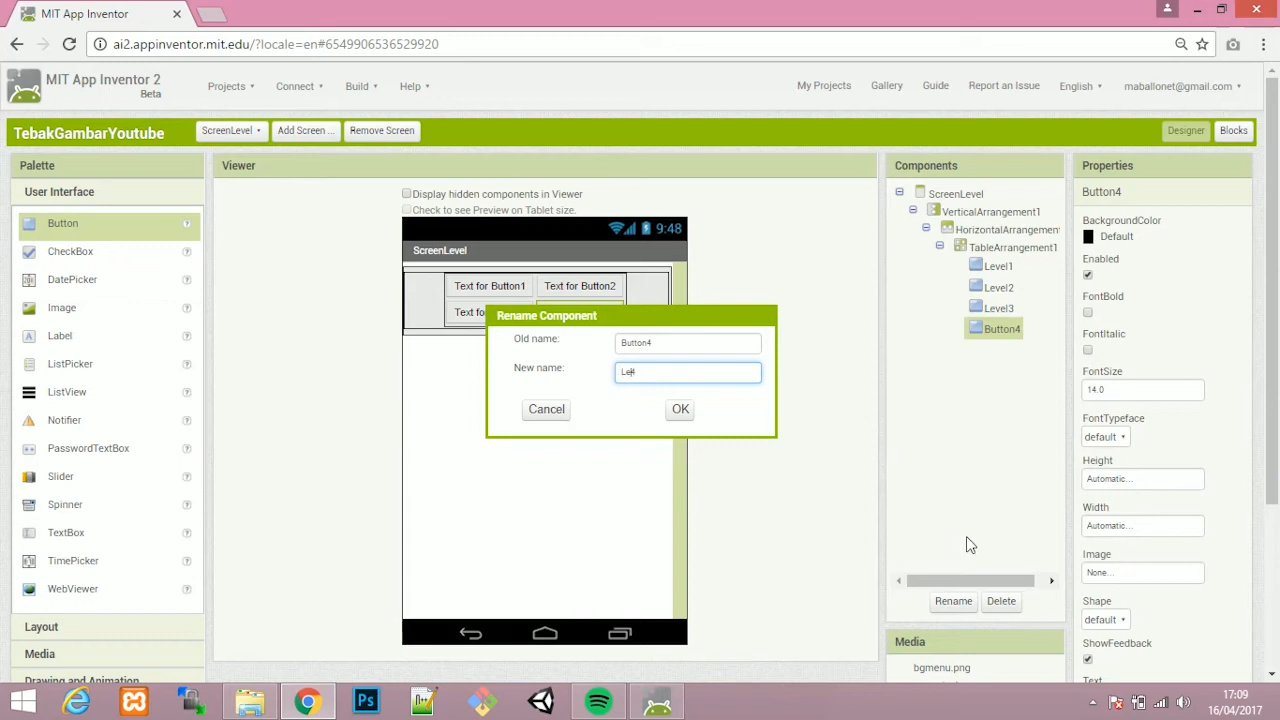 MIT App Inventor
ai2.appinventor.mit.edu/?locale=en#6549906536529920
MIT App Inventor 2
Beta
Projects
Connect
Build
Help
My Projects
Gallery
Guide
Report an Issue
English
maballonet@gmail.com
TebakGambarYoutube
ScreenLevel
Add Screen ...
Remove Screen
Designer
Blocks
Palette
Viewer
Components
Properties
User Interface
Button
CheckBox
DatePicker
Image
Label
ListPicker
ListView
Notifier
PasswordTextBox
Slider
Spinner
TextBox
TimePicker
WebViewer
Layout
Media
Drawing and Animation
Display hidden components in Viewer
Check to see Preview on Tablet size.
9:48
ScreenLevel
Text for Button1
Text for Button2
Text fo
Rename Component
Old name:
Button4
New name:
Cancel
OK
ScreenLevel
VerticalArrangement1
HorizontalArrangemen
TableArrangement1
Level1
Level2
Level3
Button4
Rename
Delete
Media
bgmenu.png
Button4
BackgroundColor
Default
Enabled
FontBold
FontItalic
FontSize
14.0
FontTypeface
default
Height
Automatic...
Width
Automatic...
Image
None...
Shape
default
ShowFeedback
Text
17:09
16/04/2017